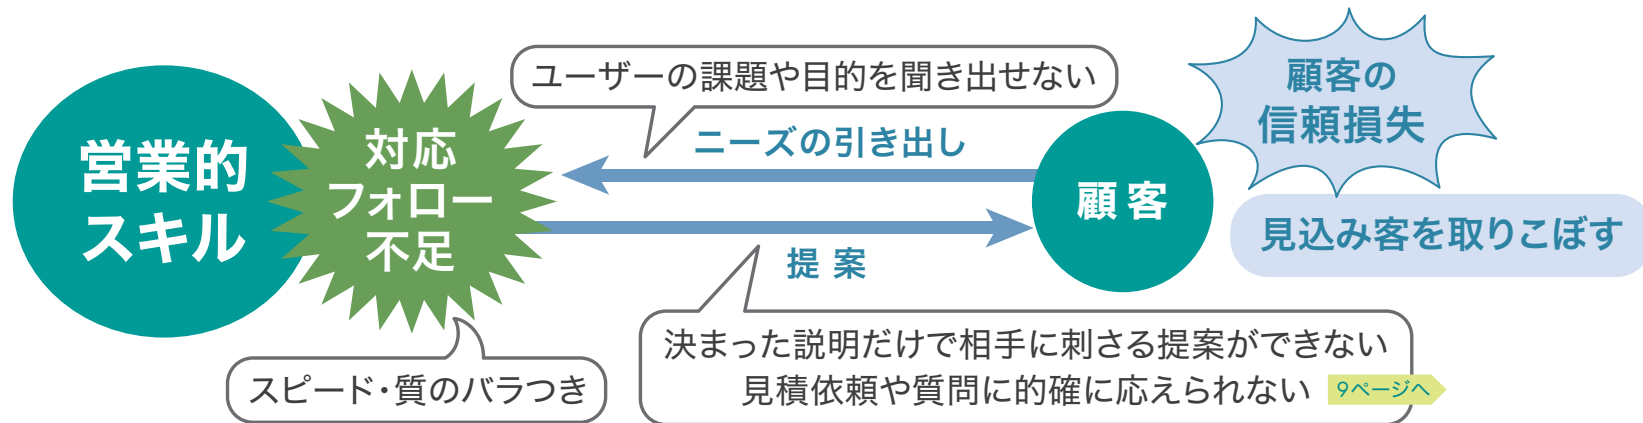 営業的
スキル
対応
フォロー
不足
ユーザーの課題や目的を聞き出せない
ニーズの引き出し
提案
顧客
顧客の
信頼損失
見込み客を取りこぼす
スピード・質のバラつき
決まった説明だけで相手に刺さる提案ができない
見積依頼や質問に的確に応えられない
9ページへ